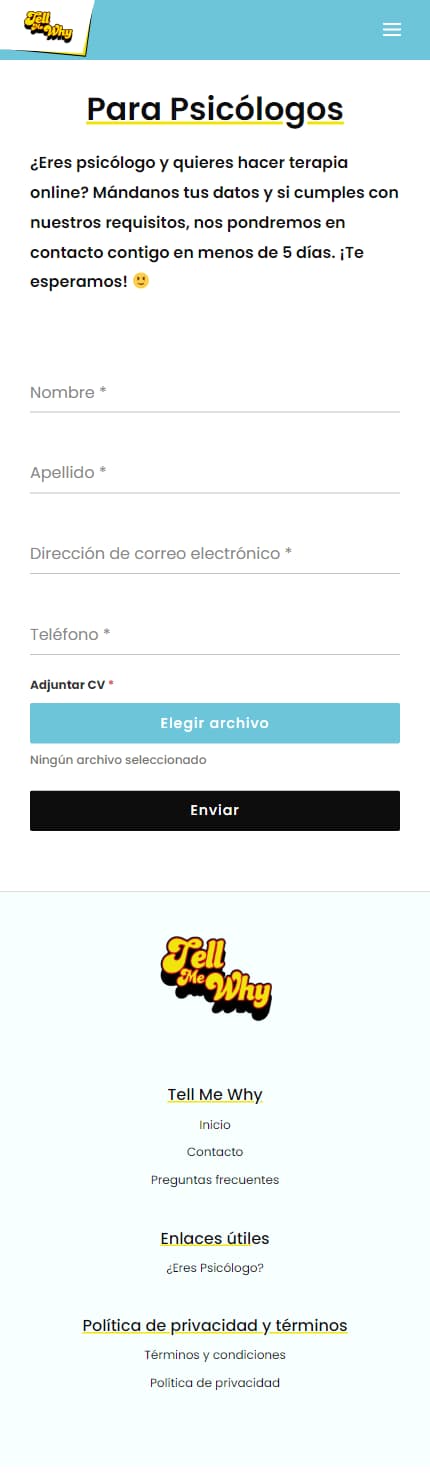 Tell
Me Why
Para Psicólogos
¿Eres psicólogo y quieres hacer terapia
online? Mándanos tus datos y si cumples con
nuestros requisitos, nos pondremos en
contacto contigo en menos de 5 días. ¡Te
esperamos! 🙂
Nombre *
Apellido *
Dirección de correo electrónico *
Teléfono *
Adjuntar CV *
Elegir archivo
Ningún archivo seleccionado
Enviar
Tell
Me Why
Tell Me Why
Inicio
Contacto
Preguntas frecuentes
Enlaces útiles
¿Eres Psicólogo?
Política de privacidad y términos
Términos y condiciones
Política de privacidad